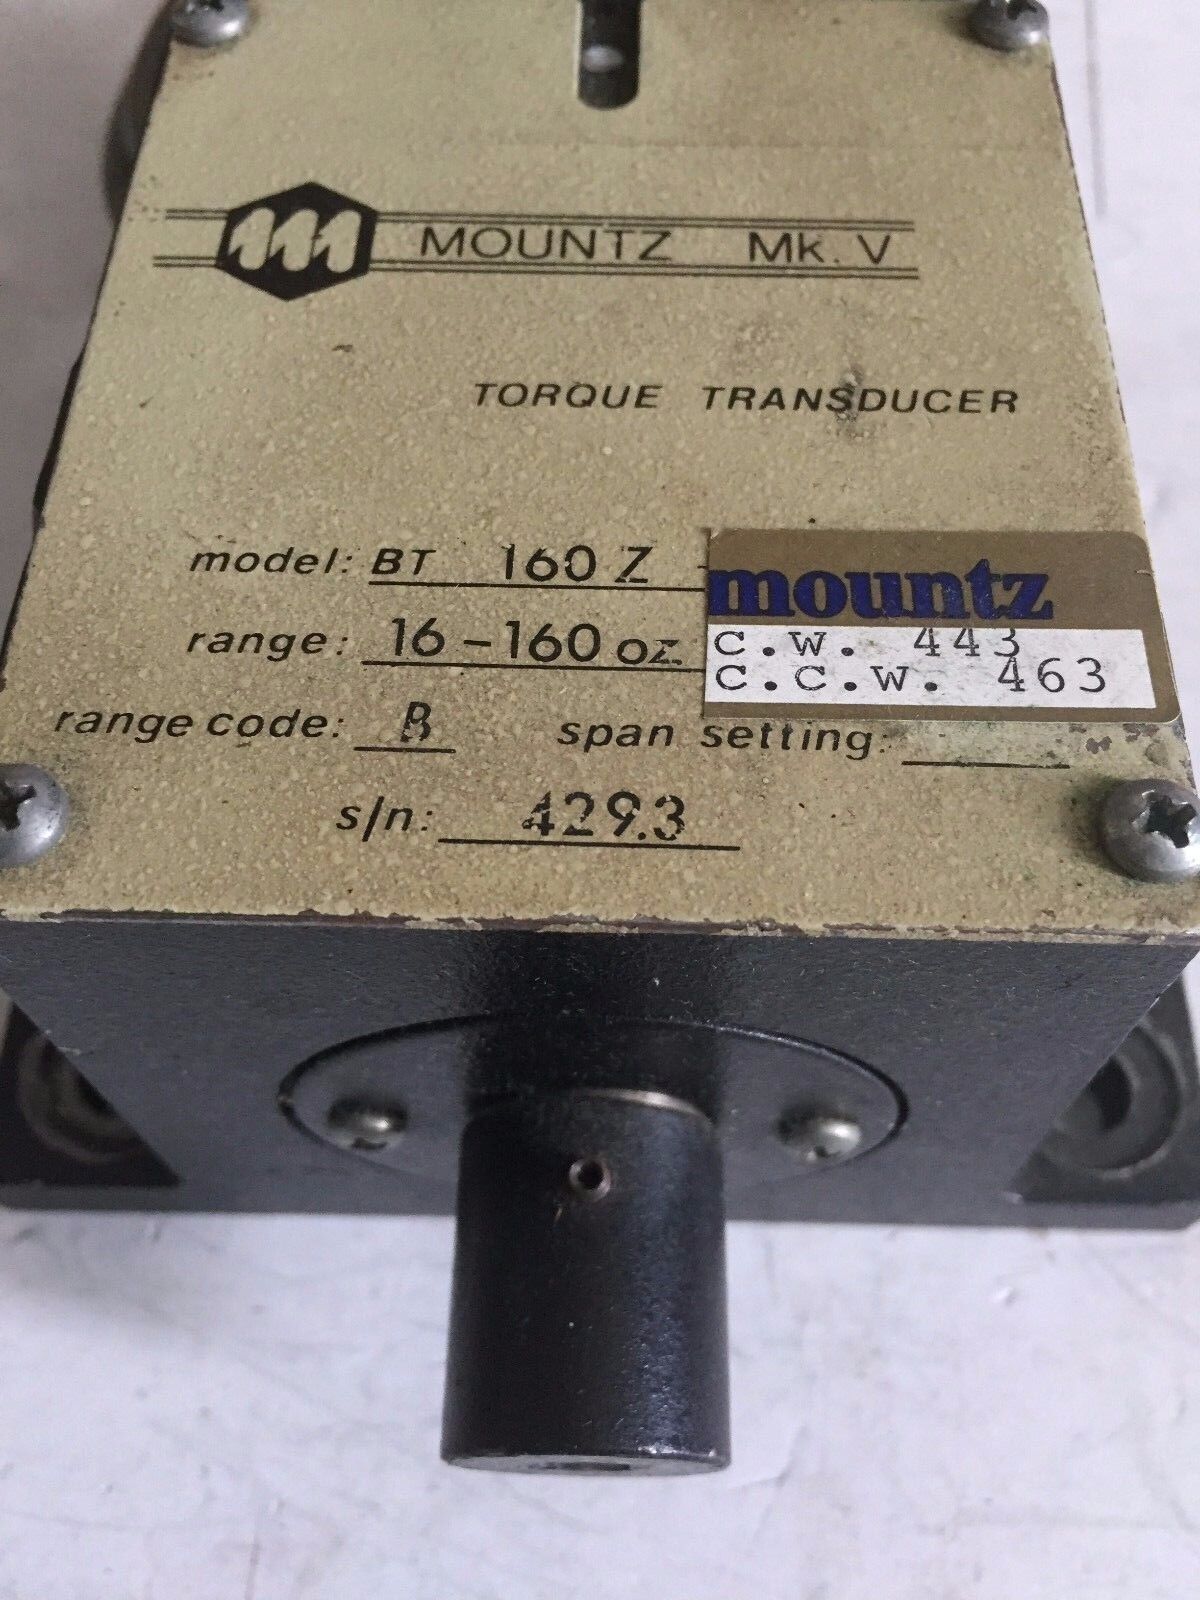 MOUNTZ MK. V
TORQUE TRANSDUCER
model: BT 160 Z
range: 16-160 oz.
mountz
C.W. 443
C.C.W. 463
range code: B span setting:
s/n: 4293